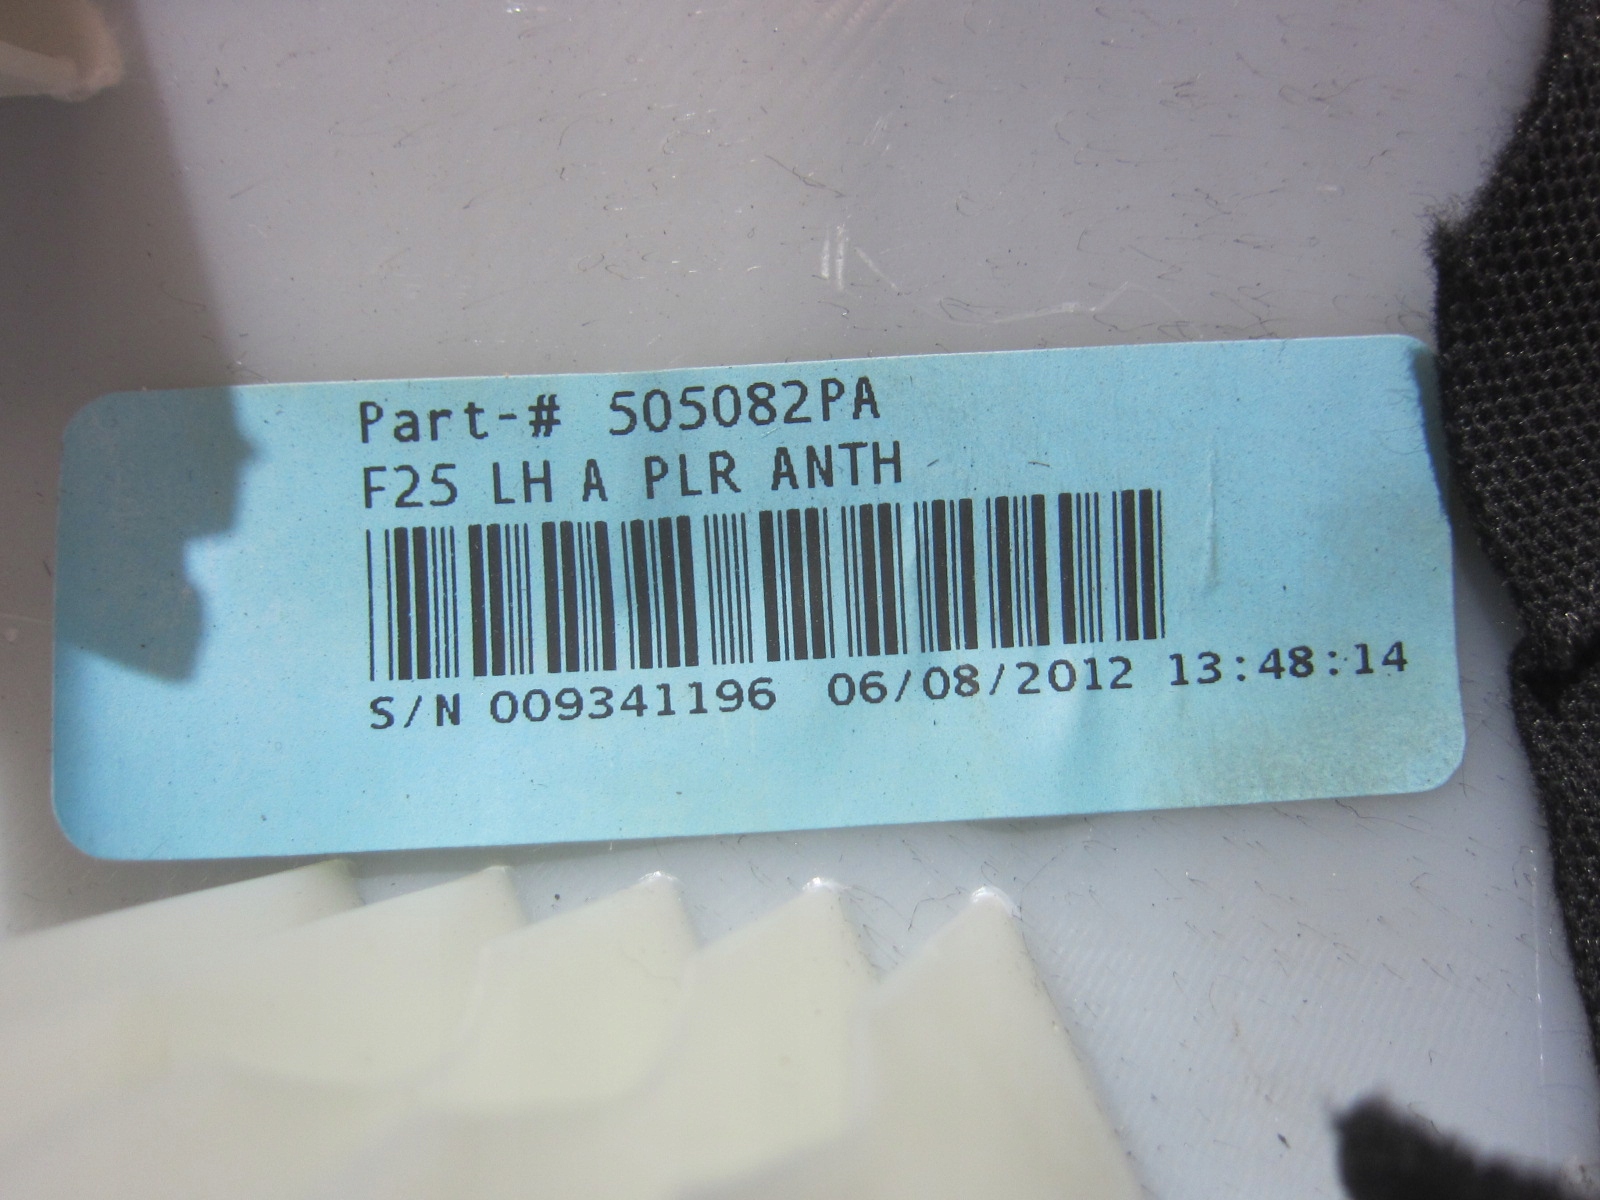 Part-# 505082PA
F25 LH A PLR ANTH
S/N 009341196 06/08/2012 13:48:14